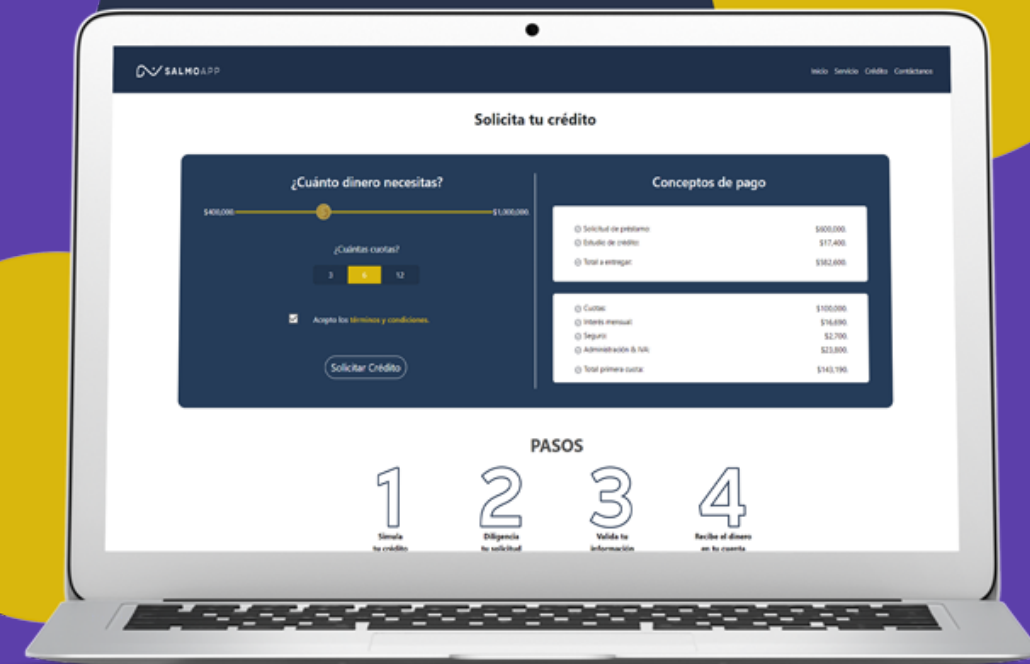 SALMOAPP
Inicio Servicio Crédito Contáctanos
Solicita tu crédito
¿Cuánto dinero necesitas?
$400,000. $1,000,000.
¿Cuántas cuotas?
3 6 12
Acepto los términos y condiciones.
Solicitar Crédito
Conceptos de pago
Solicitud de préstamo: $600,000.
Estudio de crédito: $17,400.
Total a entregar: $582,600.
Cuotas: $100,000.
Interés mensual: $16,690.
Seguro: $2,700.
Administración & IVA: $23,800.
Total primera cuota: $143,190.
PASOS
1 2 3 4
Simula Diligencia Valida tu Recibe el dinero
tu crédito tu solicitud información en tu cuenta